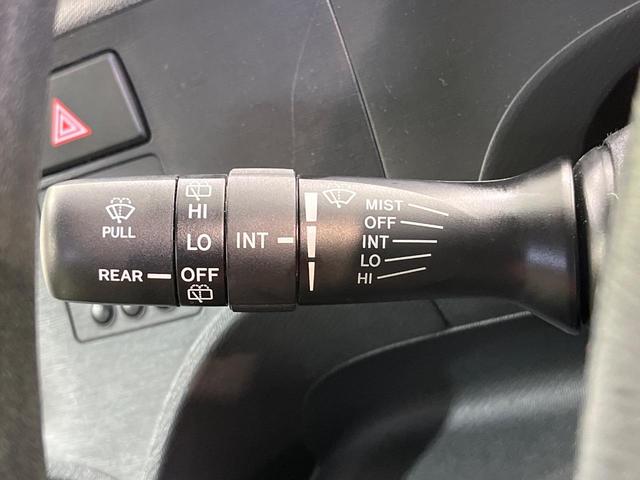 PULL
REAR
HI
LO
OFF
INT
MIST
OFF
INT
LO
HI